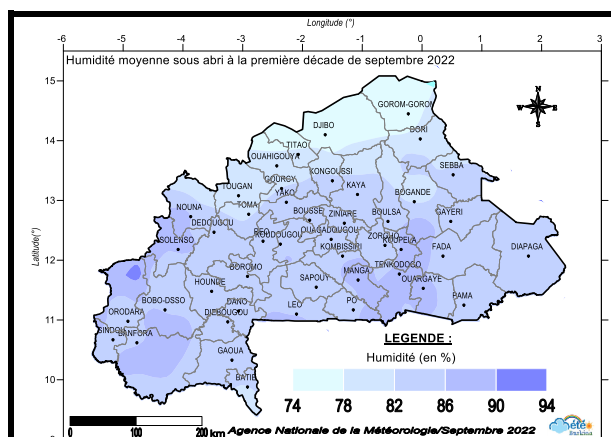 Longitude (°)
-6 -5 -4 -3 -2 -1 0 1 2 3
Humidité moyenne sous abri à la première décade de septembre 2022
15
GOROM-GOROM
N
W E
S
DJIBO
DORI
14
TITAO
OUAHIGOUYA
KONGOUSSI
SEBBA
GOURCY
TOUGAN
YAKO
KAYA
BOGANDE
13
NOUNA
TOMA
BOUSSE
ZINIARE
BOULSA
GAYERI
DEDOUGOU
REO
KOUDOUGOU
OUAGADOUGOU
ZORGHO
KOUPELA
SOLENSO
KOMBISSIRI
FADA
DIAPAGA
Latitude(°)
12
BOROMO
MANGA
TENKODOGO
HOUNDE
SAPOUY
OUARGAYE
BOBO-DSSO
DANO
LEO
PO
PAMA
ORODARA
DIEBOUGOU
11
SINDOU
BANFORA
LEGENDE :
GAOUA
Humidité (en %)
10
BATIE
74 78 82 86 90 94
0 100 200 km
Agence Nationale de la Météorologie/Septembre 2022
Météo
Burkina